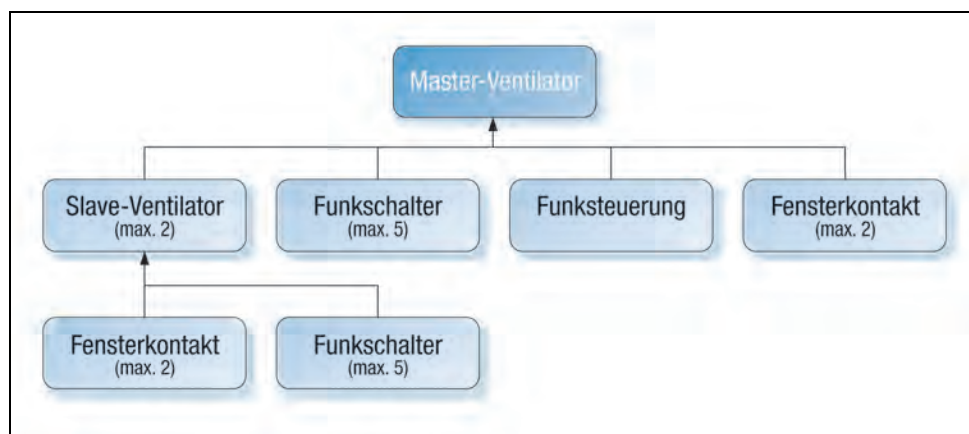 Master-Ventilator
Slave-Ventilator
(max. 2)
Funkschalter
(max. 5)
Funksteuerung
Fensterkontakt
(max. 2)
Fensterkontakt
(max. 2)
Funkschalter
(max. 5)